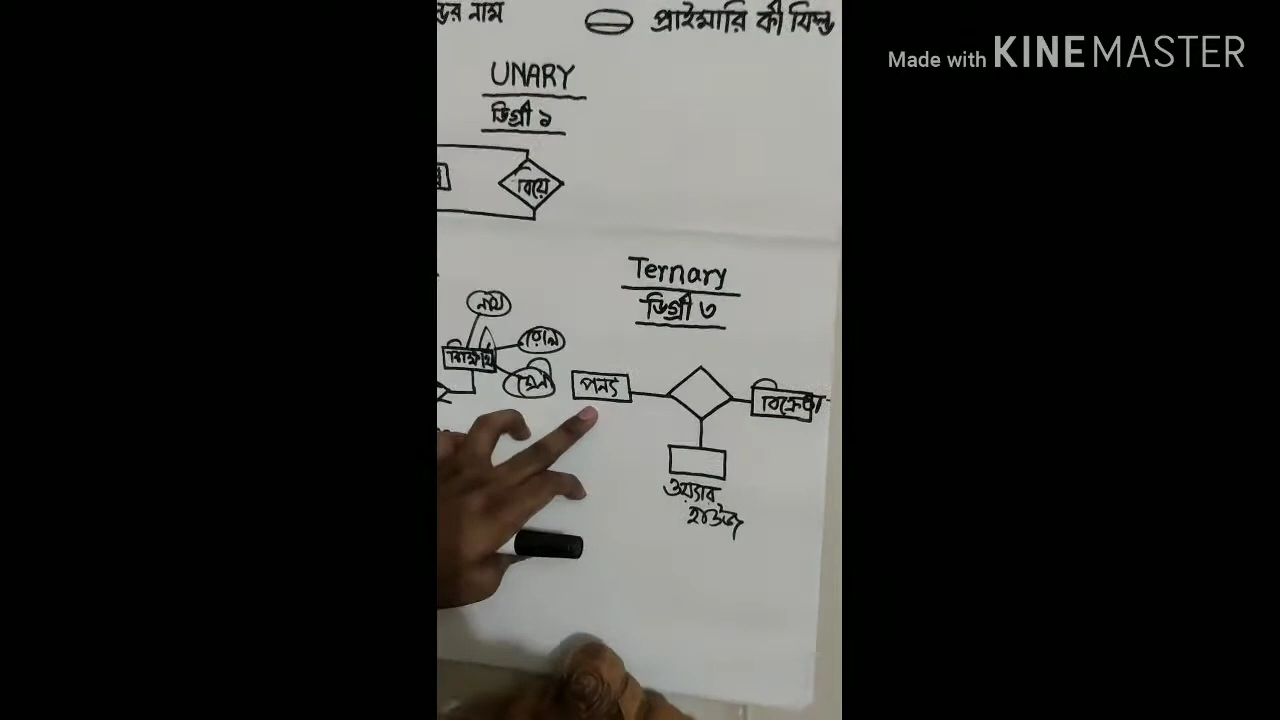 প্রাইমারি কী ফিল্ড
Made with KINEMASTER
UNARY
ডিগ্রী ১
বিয়ে
Ternary
ডিগ্রী ৩
নাম
রোল
শিক্ষার্থী
পন্য
বিক্রেতা
ওয়্যার
হাউজ